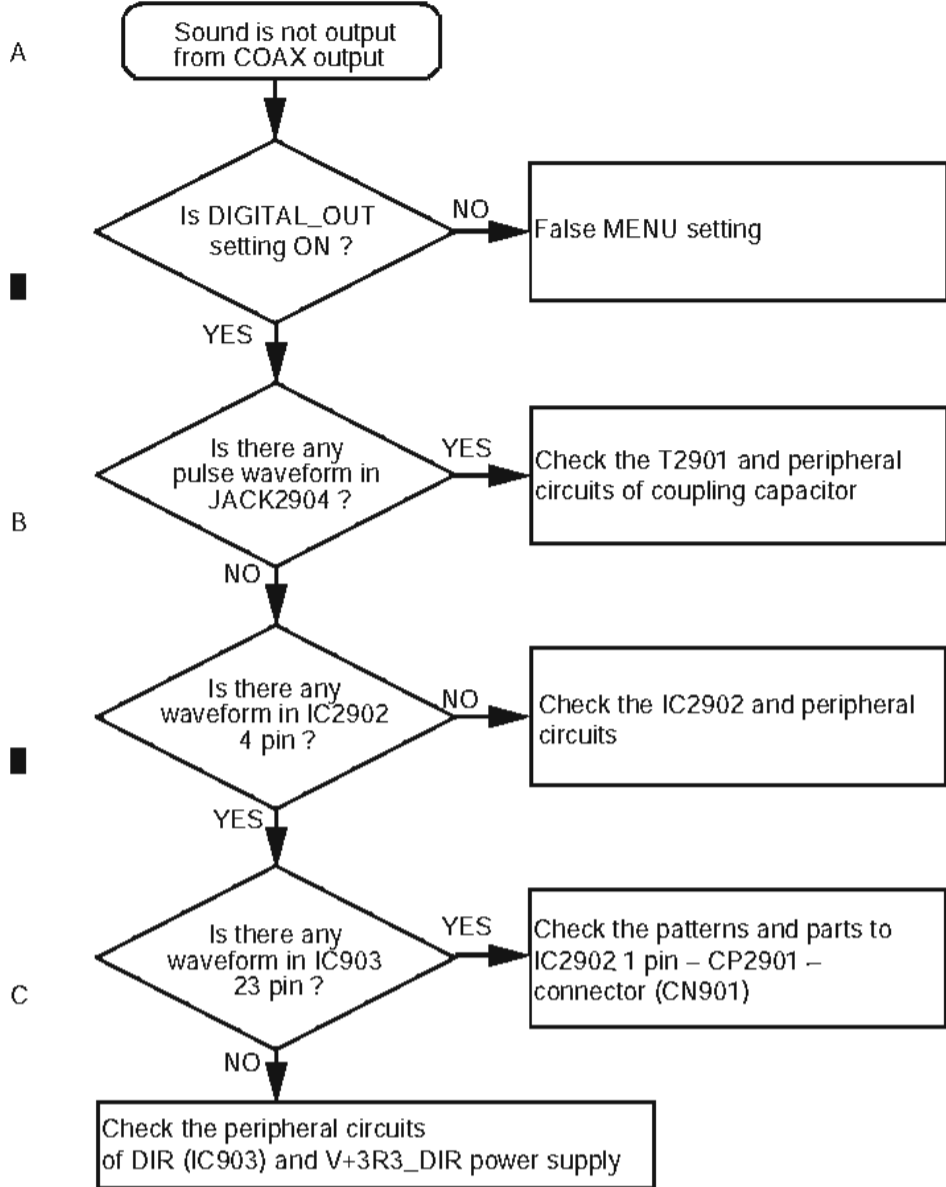 A
Sound is not output
from COAX output
Is DIGITAL_OUT
setting ON ?
NO
False MENU setting
YES
Is there any
pulse waveform in
JACK2904 ?
YES
Check the T2901 and peripheral
circuits of coupling capacitor
B
NO
Is there any
waveform in IC2902
4 pin ?
NO
Check the IC2902 and peripheral
circuits
YES
Is there any
waveform in IC903
23 pin ?
YES
Check the patterns and parts to
IC2902 1 pin – CP2901 –
connector (CN901)
C
NO
Check the peripheral circuits
of DIR (IC903) and V+3R3_DIR power supply